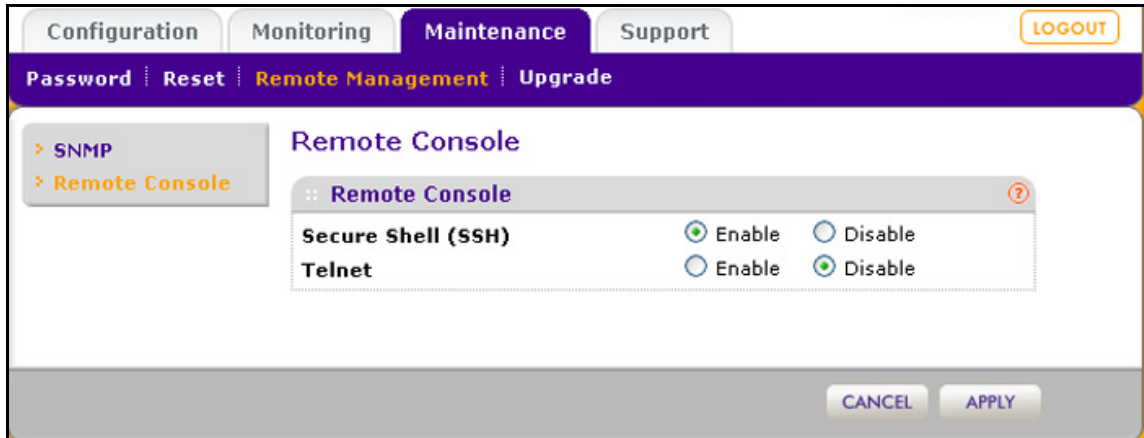 Configuration Monitoring Maintenance Support LOGOUT
Password Reset Remote Management Upgrade
SNMP
Remote Console
Remote Console
Remote Console ?
Secure Shell (SSH) Enable Disable
Telnet Enable Disable
CANCEL APPLY